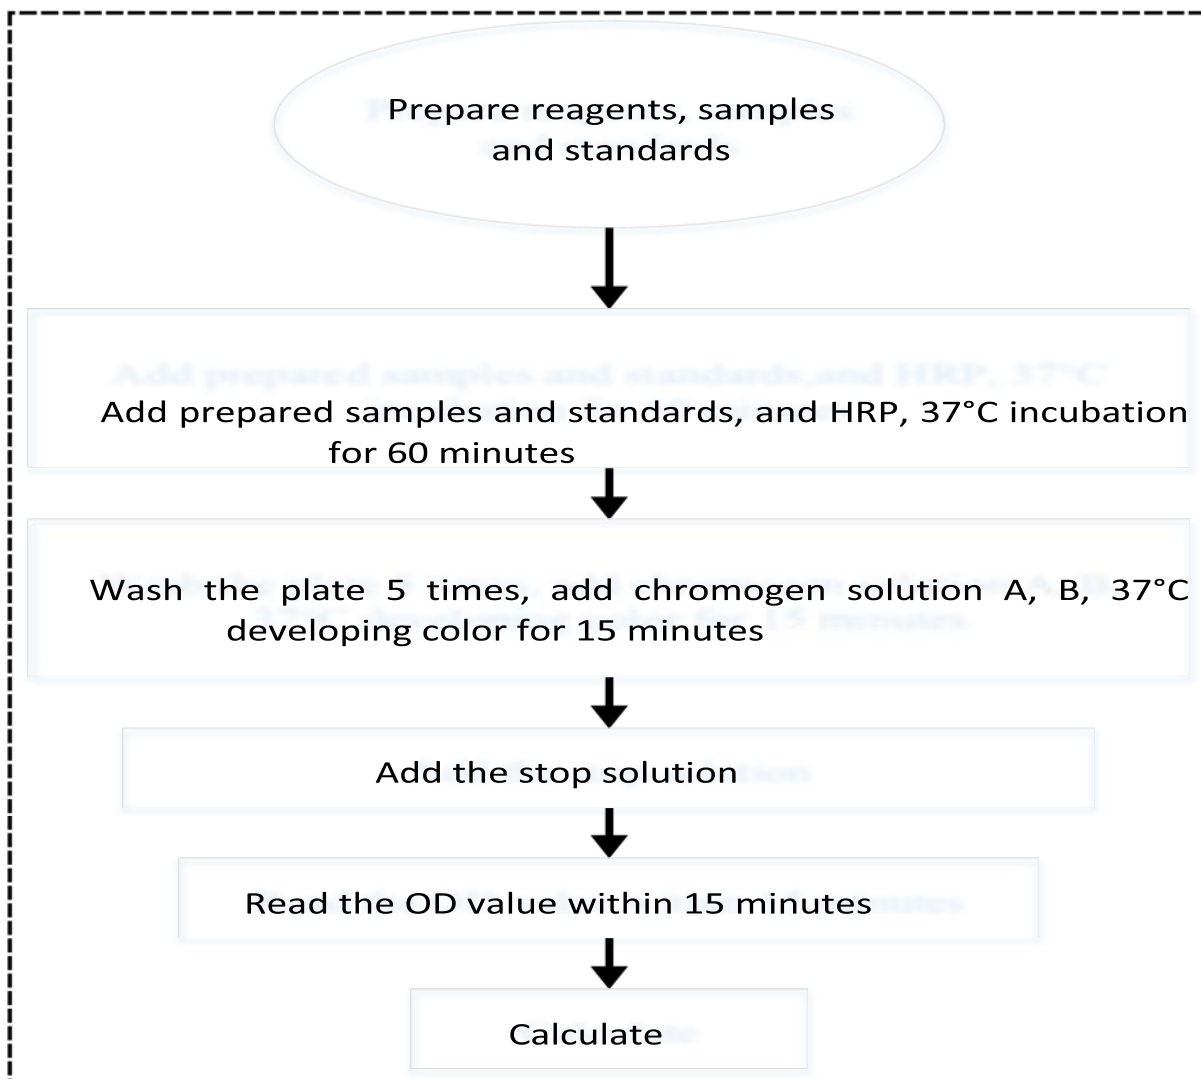 Prepare reagents, samples
and standards
Add prepared samples and standards, and HRP, 37°C incubation
for 60 minutes
Wash the plate 5 times, add chromogen solution A, B, 37°C
developing color for 15 minutes
Add the stop solution
Read the OD value within 15 minutes
Calculate